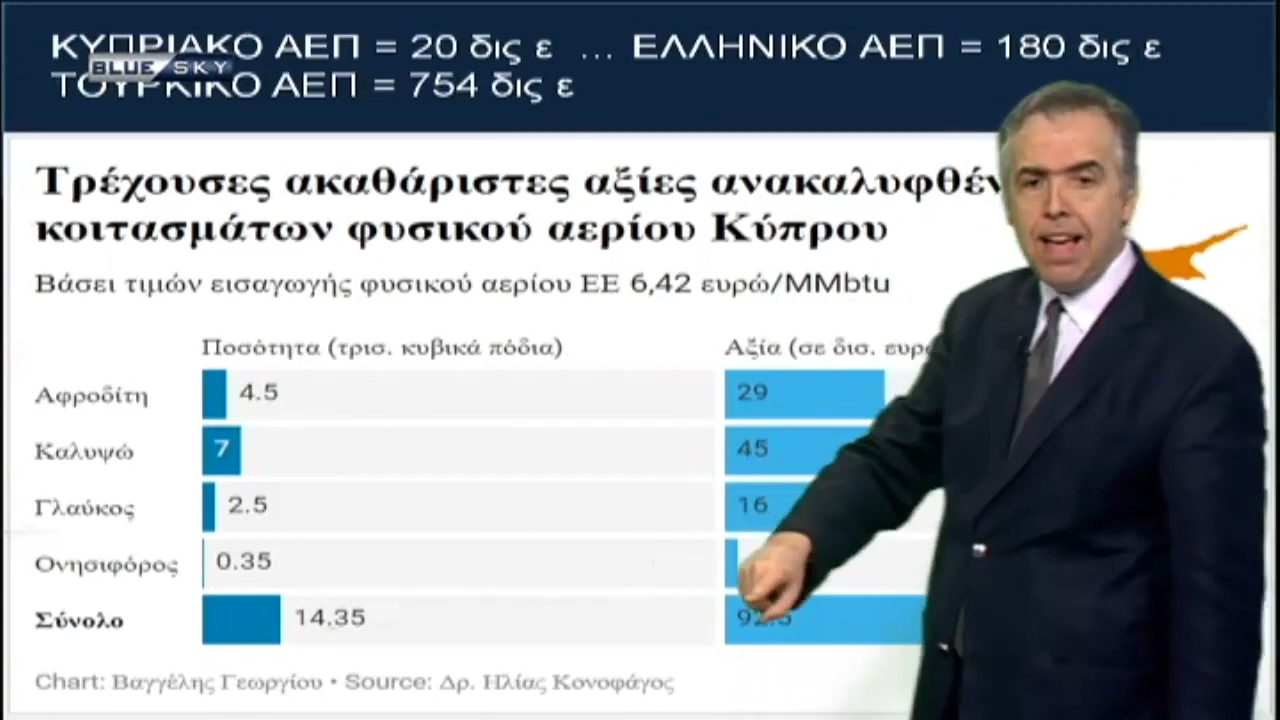 ΚΥΠΡΙΑΚΟ ΑΕΠ = 20 δις ε ... ΕΛΛΗΝΙΚΟ ΑΕΠ = 180 δις ε
BLUE SKY
ΤΟΥΡΚΙΚΟ ΑΕΠ = 754 δις ε
Τρέχουσες ακαθάριστες αξίες
κοιτασμάτων φυσικού αερίου Κύπρου
Βάσει τιμών εισαγωγής φυσικού αερίου ΕΕ 6,42 ευρώ/MMbtu
Ποσότητα (τρισ. κυβικά πόδια) Αξία (σε δισ.
Αφροδίτη 4.5 29
Καλυψώ 7 45
Γλαύκος 2.5 16
Ονησιφόρος 0.35
Σύνολο 14.35
Chart: Βαγγέλης Γεωργίου • Source: Δρ. Ηλίας Κονοφάγος